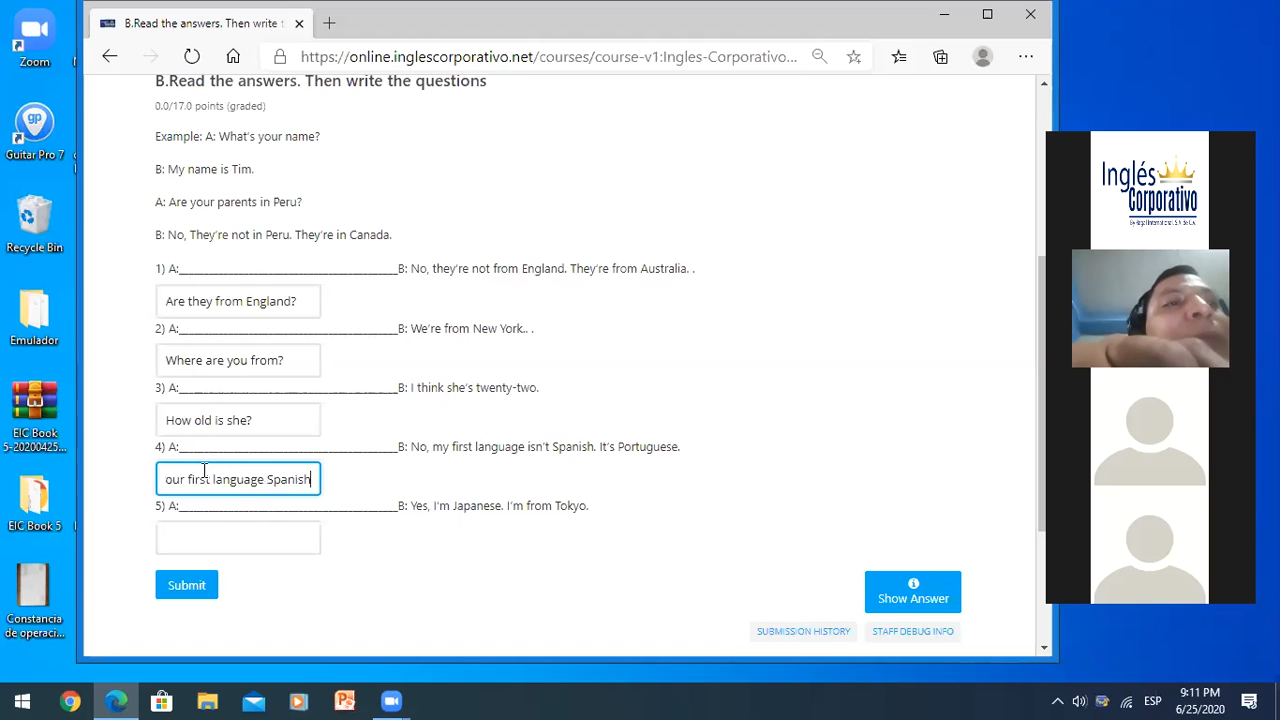 Zoom
B.Read the answers. Then write
https://online.inglescorporativo.net/courses/course-v1:Ingles-Corporativo...
Guitar Pro 7
Recycle Bin
Emulador
EIC Book
5-20200425...
EIC Book 5
Constancia
de operaci...
B.Read the answers. Then write the questions
0.0/17.0 points (graded)
Example: A: What's your name?
B: My name is Tim.
A: Are your parents in Peru?
B: No, They're not in Peru. They're in Canada.
1) A:________________________________________B: No, they're not from England. They're from Australia. .
Are they from England?
2) A:________________________________________B: We're from New York.. .
Where are you from?
3) A:________________________________________B: I think she's twenty-two.
How old is she?
4) A:________________________________________B: No, my first language isn't Spanish. It's Portuguese.
our first language Spanish
5) A:________________________________________B: Yes, I'm Japanese. I'm from Tokyo.
Submit
Show Answer
SUBMISSION HISTORY
STAFF DEBUG INFO
Inglés
Corporativo
ESP
9:11 PM
6/25/2020